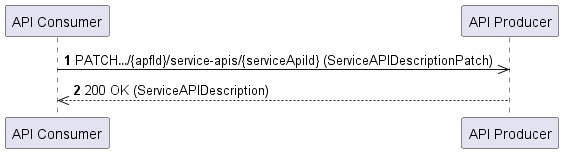 API Consumer
API Producer
1 PATCH.../{apfId}/service-apis/{serviceApiId} (ServiceAPIDescriptionPatch)
2 200 OK (ServiceAPIDescription)
API Consumer
API Producer